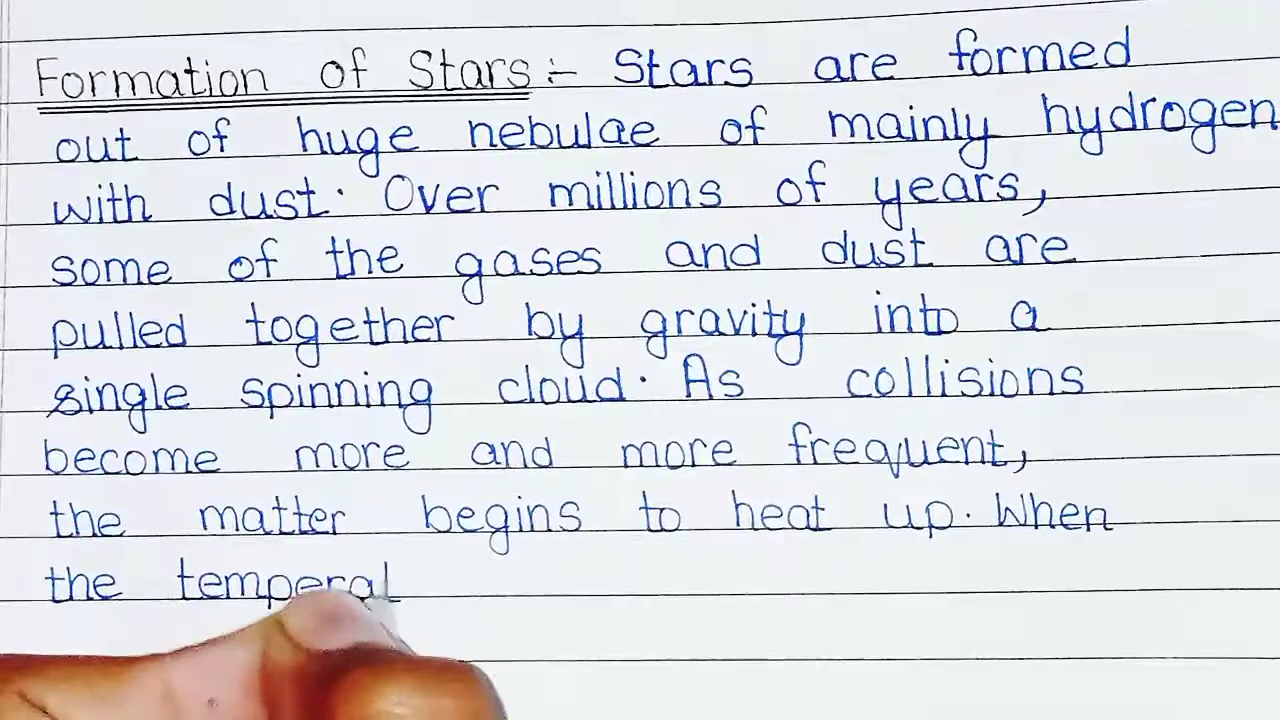 Formation of Stars:- Stars are formed
out of huge nebulae of mainly hydrogen
with dust. Over millions of years,
some of the gases and dust are
pulled together by gravity into a
single spinning cloud. As collisions
become more and more frequent,
the matter begins to heat up. When
the